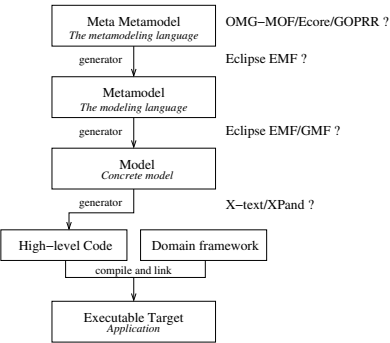 Meta Metamodel
The metamodeling language
OMG−MOF/Ecore/GOPRR ?
generator
Eclipse EMF ?
Metamodel
The modeling language
generator
Eclipse EMF/GMF ?
Model
Concrete model
generator
X−text/XPand ?
High−level Code
Domain framework
compile and link
Executable Target
Application